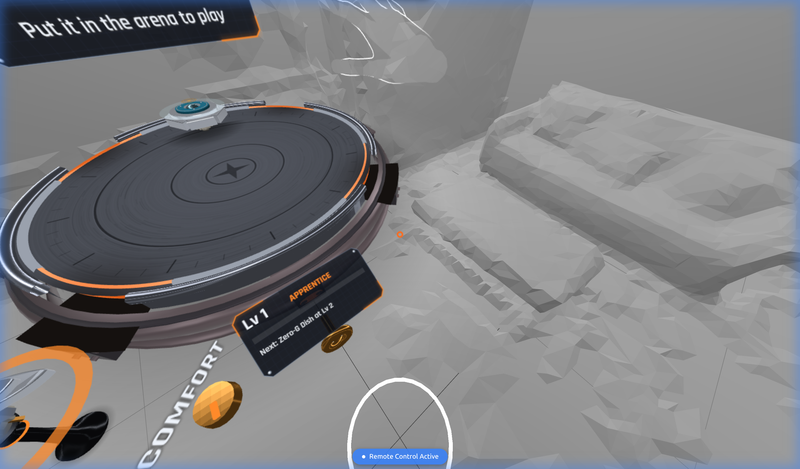 Put it in the arena to play
Lv 1
APPRENTICE
Next: Zero-G Dish at Lv 2
COMFORT
Remote Control Active